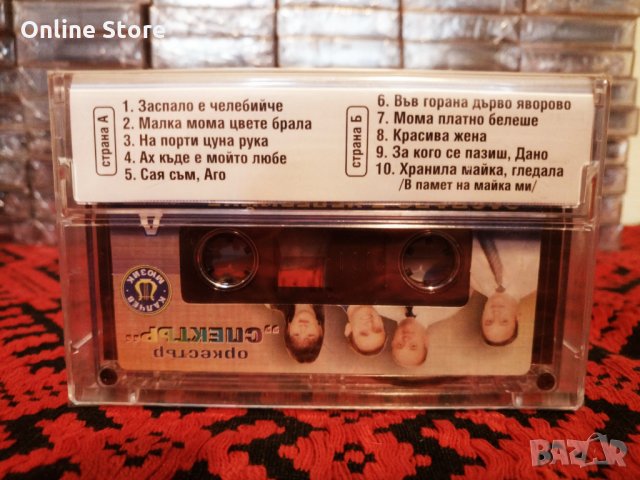 Online Store
страна А
1. Заспало е челебийче
2. Малка мома цвете брала
3. На порти цуна рука
4. Ах къде е мойто любе
5. Сая съм, Аго
страна Б
6. Във горана дърво яворово
7. Мома платно белеше
8. Красива жена
9. За кого се пазиш, Дано
10. Хранила майка, гледала
/В памет на майка ми/
А
КАЛЧЕВ МЮЗИК
оркестър
„СПЕКТЪР"
BAZAR